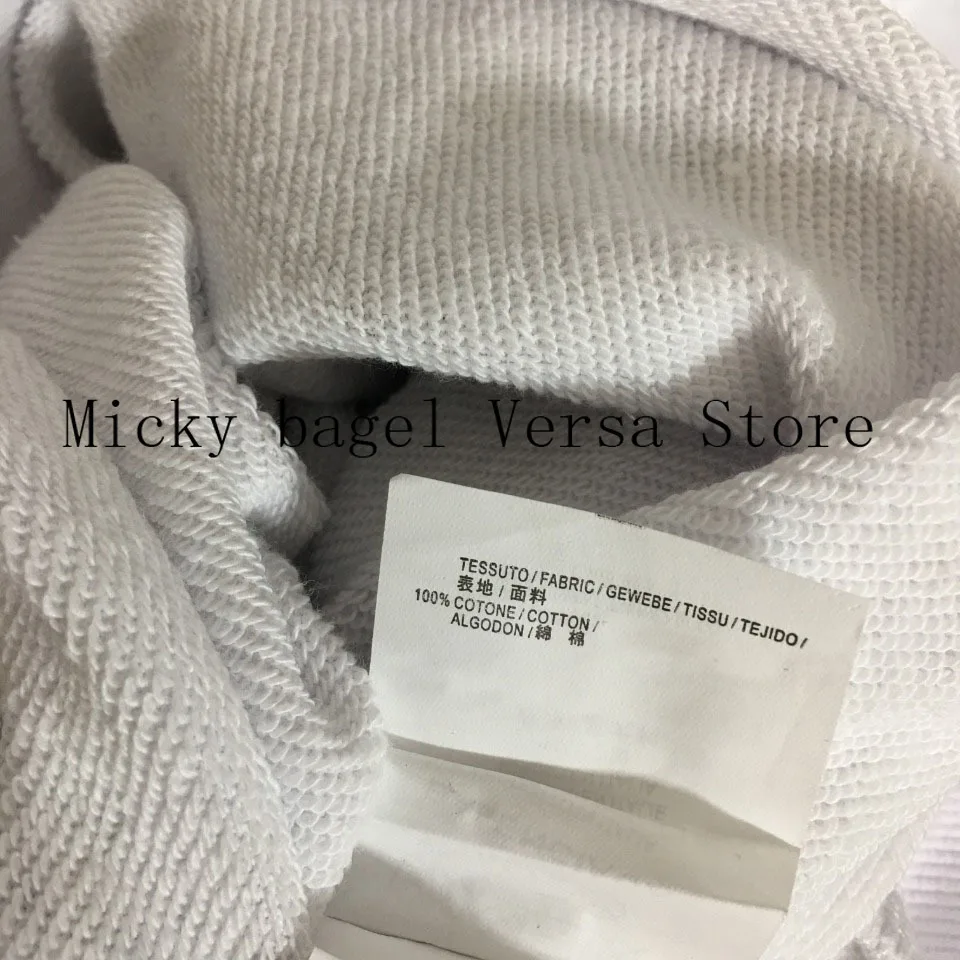 Micky bagel Versa Store
TESSUTO / FABRIC / GEWEBE / TISSU / TEJIDO /
表地 / 面料
100% COTONE / COTTON /
ALGODON / 綿 棉